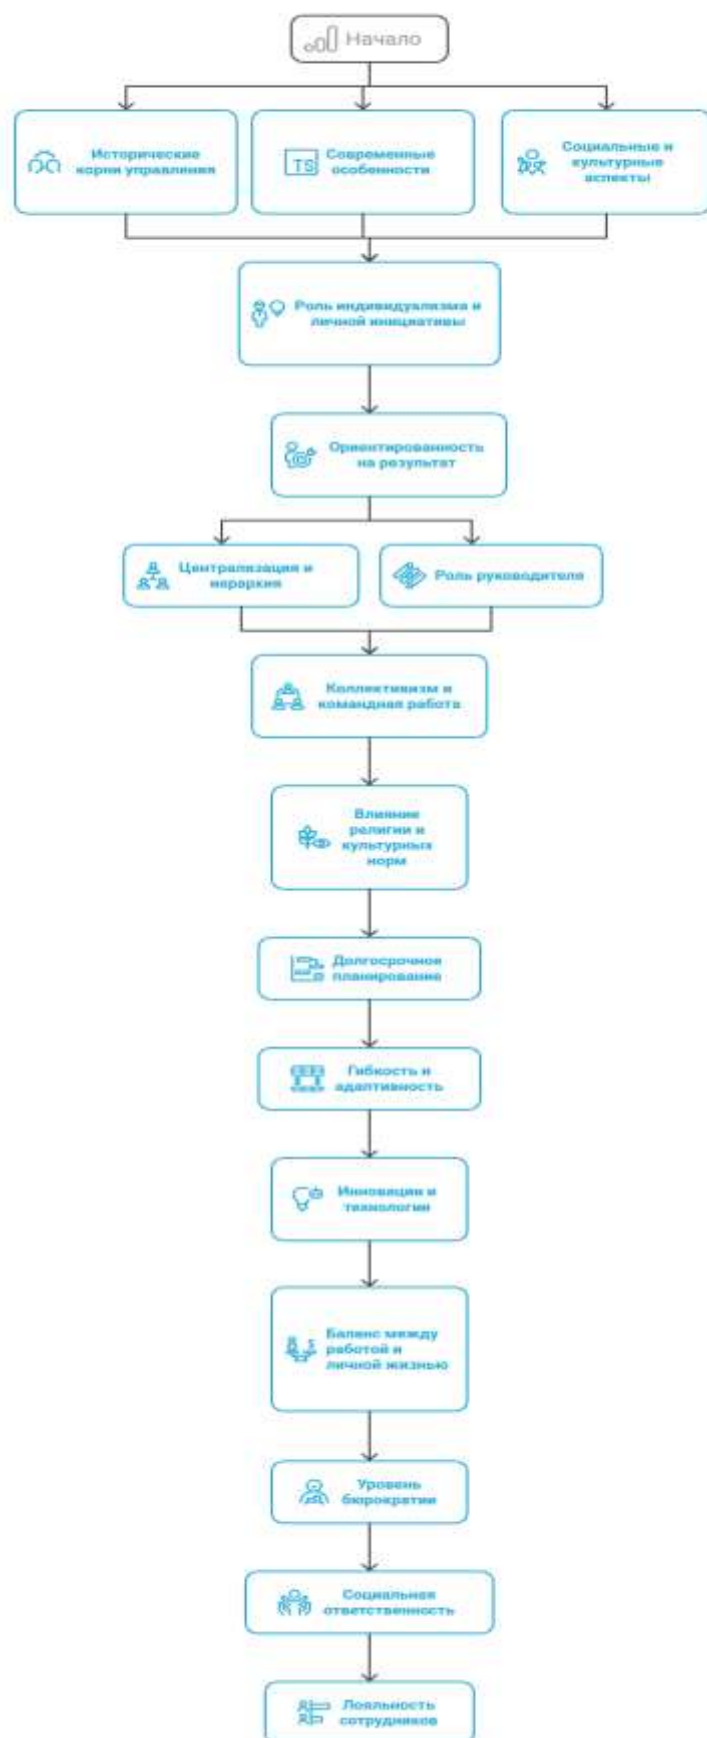 Начало
Исторические
корни управления
TS
Современные
особенности
Социальные и
культурные
аспекты
Роль индивидуализма и
личной инициативы
Ориентированность
на результат
Централизация и
иерархия
Роль руководителя
Коллективизм и
командная работа
Влияние
религии и
культурных
норм
Долгосрочное
планирование
Гибкость и
адаптивность
Инновации и
технологии
Баланс между
работой и
личной жизнью
Уровень
бюрократии
Социальная
ответственность
Лояльность
сотрудников